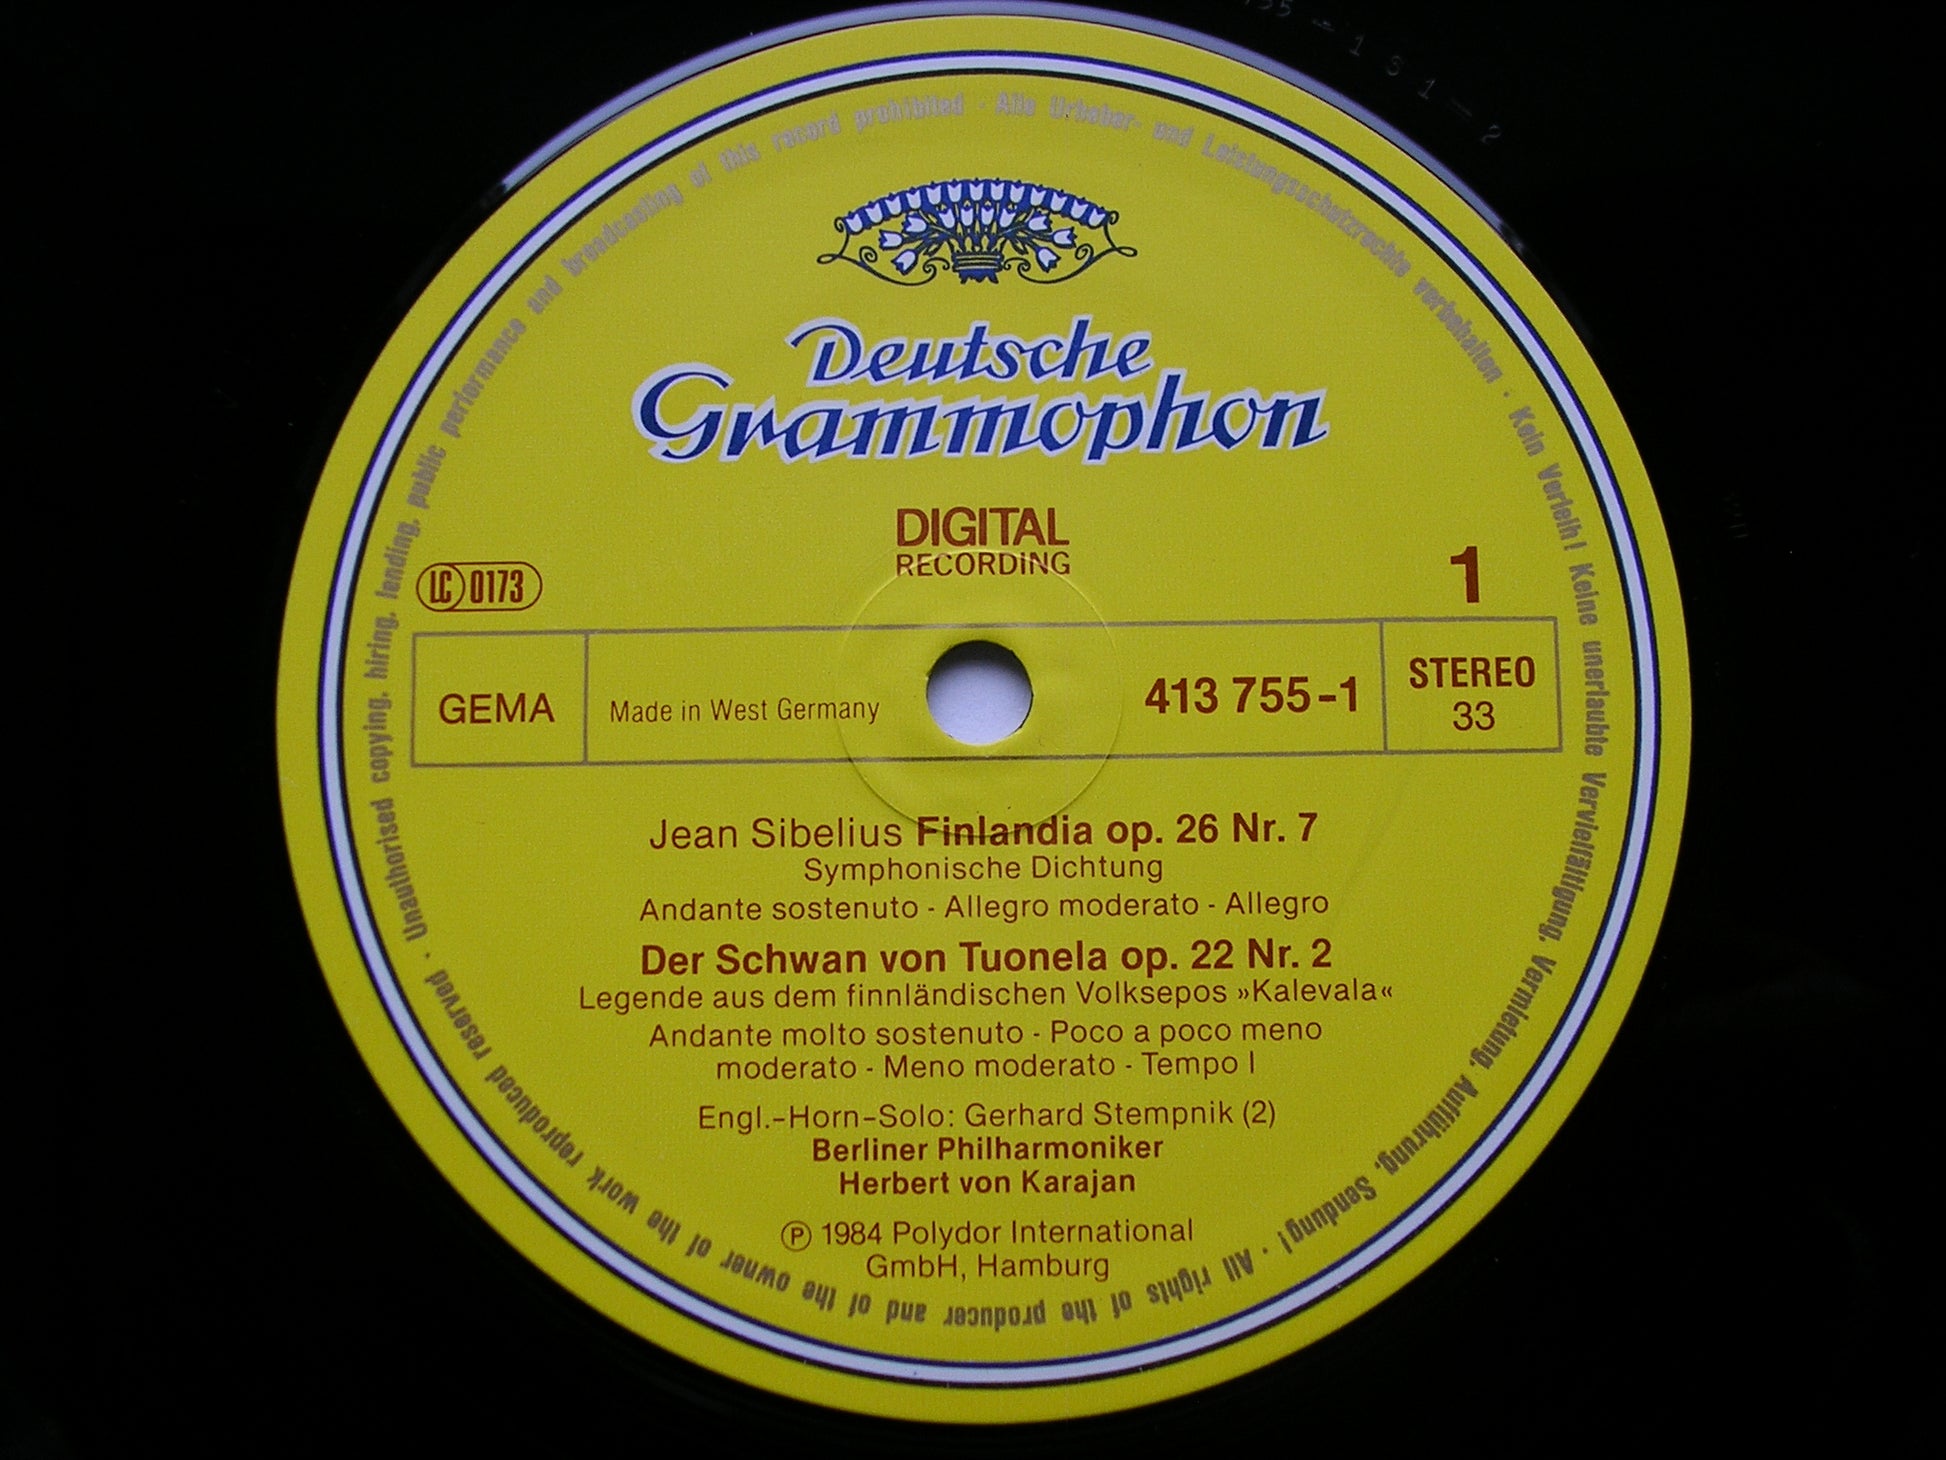 755-1 S 1-2
Unauthorised copying, hiring, lending, public performance and broadcasting of this record prohibited · Alle Urheber- und Leistungsschutzrechte vorbehalten · Kein Verleih! Keine unerlaubte Vervielfältigung, Vermietung, Aufführung, Sendung! · All rights of the producer and of the owner of the work reproduced reserved ·
Deutsche
Grammophon
DIGITAL
RECORDING
LC 0173
1
GEMA
Made in West Germany
413 755-1
STEREO
33
Jean Sibelius Finlandia op. 26 Nr. 7
Symphonische Dichtung
Andante sostenuto - Allegro moderato - Allegro
Der Schwan von Tuonela op. 22 Nr. 2
Legende aus dem finnländischen Volksepos »Kalevala«
Andante molto sostenuto - Poco a poco meno
moderato - Meno moderato - Tempo I
Engl.-Horn-Solo: Gerhard Stempnik (2)
Berliner Philharmoniker
Herbert von Karajan
℗ 1984 Polydor International
GmbH, Hamburg